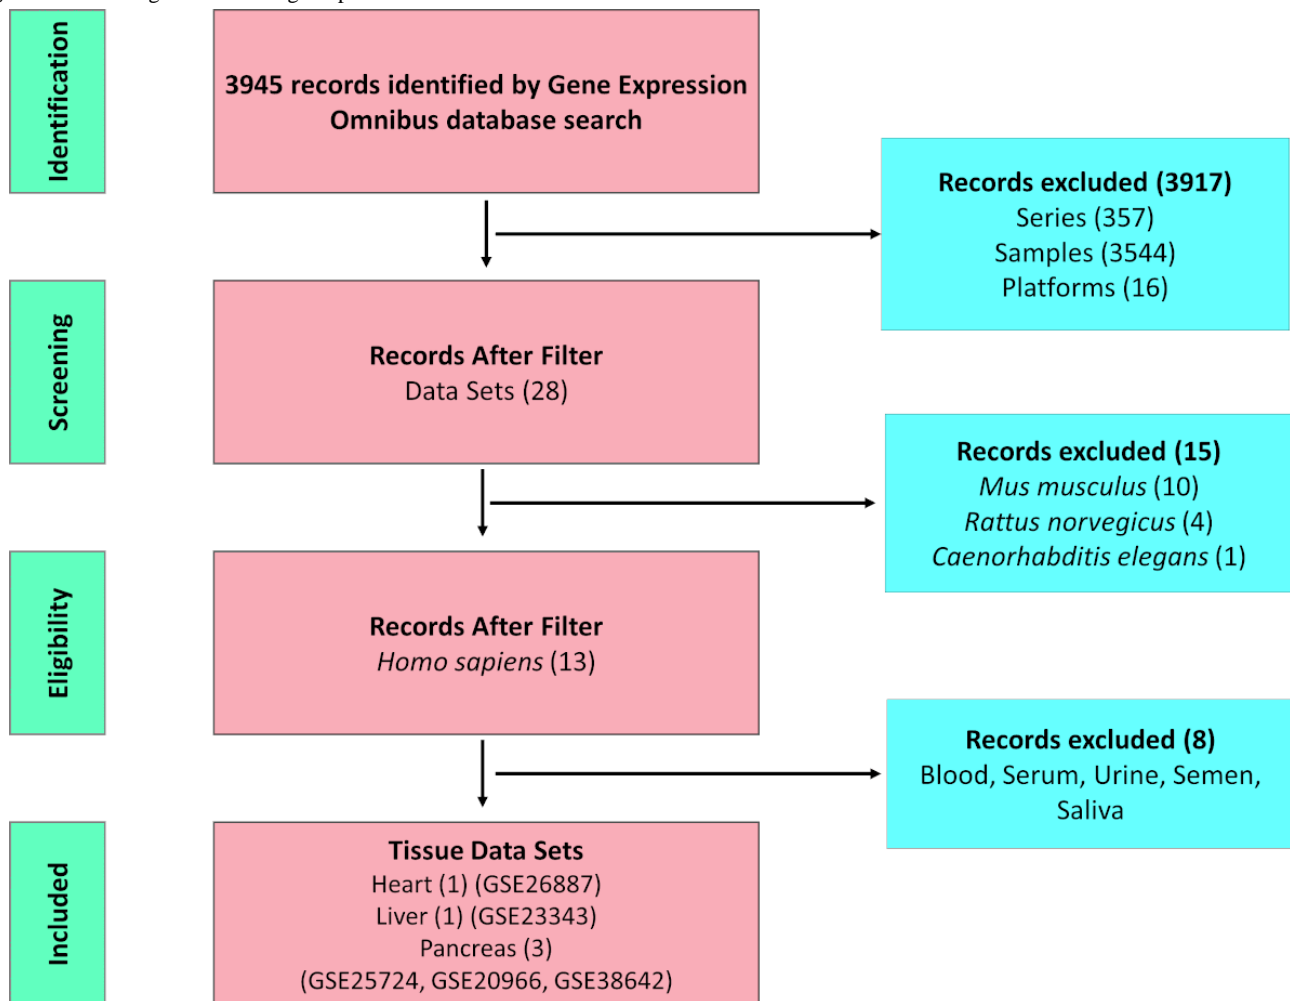 Identification
3945 records identified by Gene Expression
Omnibus database search
Records excluded (3917)
Series (357)
Samples (3544)
Platforms (16)
Screening
Records After Filter
Data Sets (28)
Records excluded (15)
Mus musculus (10)
Rattus norvegicus (4)
Caenorhabditis elegans (1)
Eligibility
Records After Filter
Homo sapiens (13)
Records excluded (8)
Blood, Serum, Urine, Semen,
Saliva
Included
Tissue Data Sets
Heart (1) (GSE26887)
Liver (1) (GSE23343)
Pancreas (3)
(GSE25724, GSE20966, GSE38642)